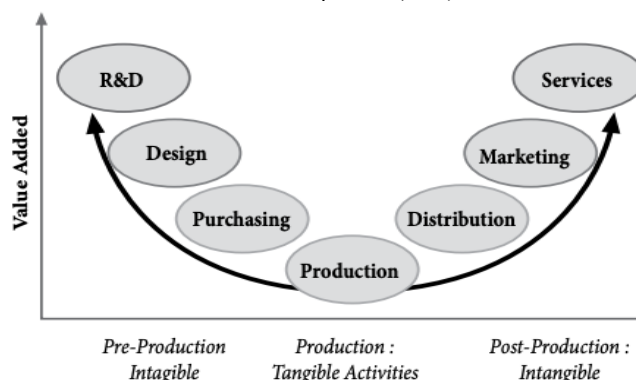 R&D
Services
Design
Marketing
Purchasing
Distribution
Production
Value Added
Pre-Production
Intagible
Production :
Tangible Activities
Post-Production :
Intangible